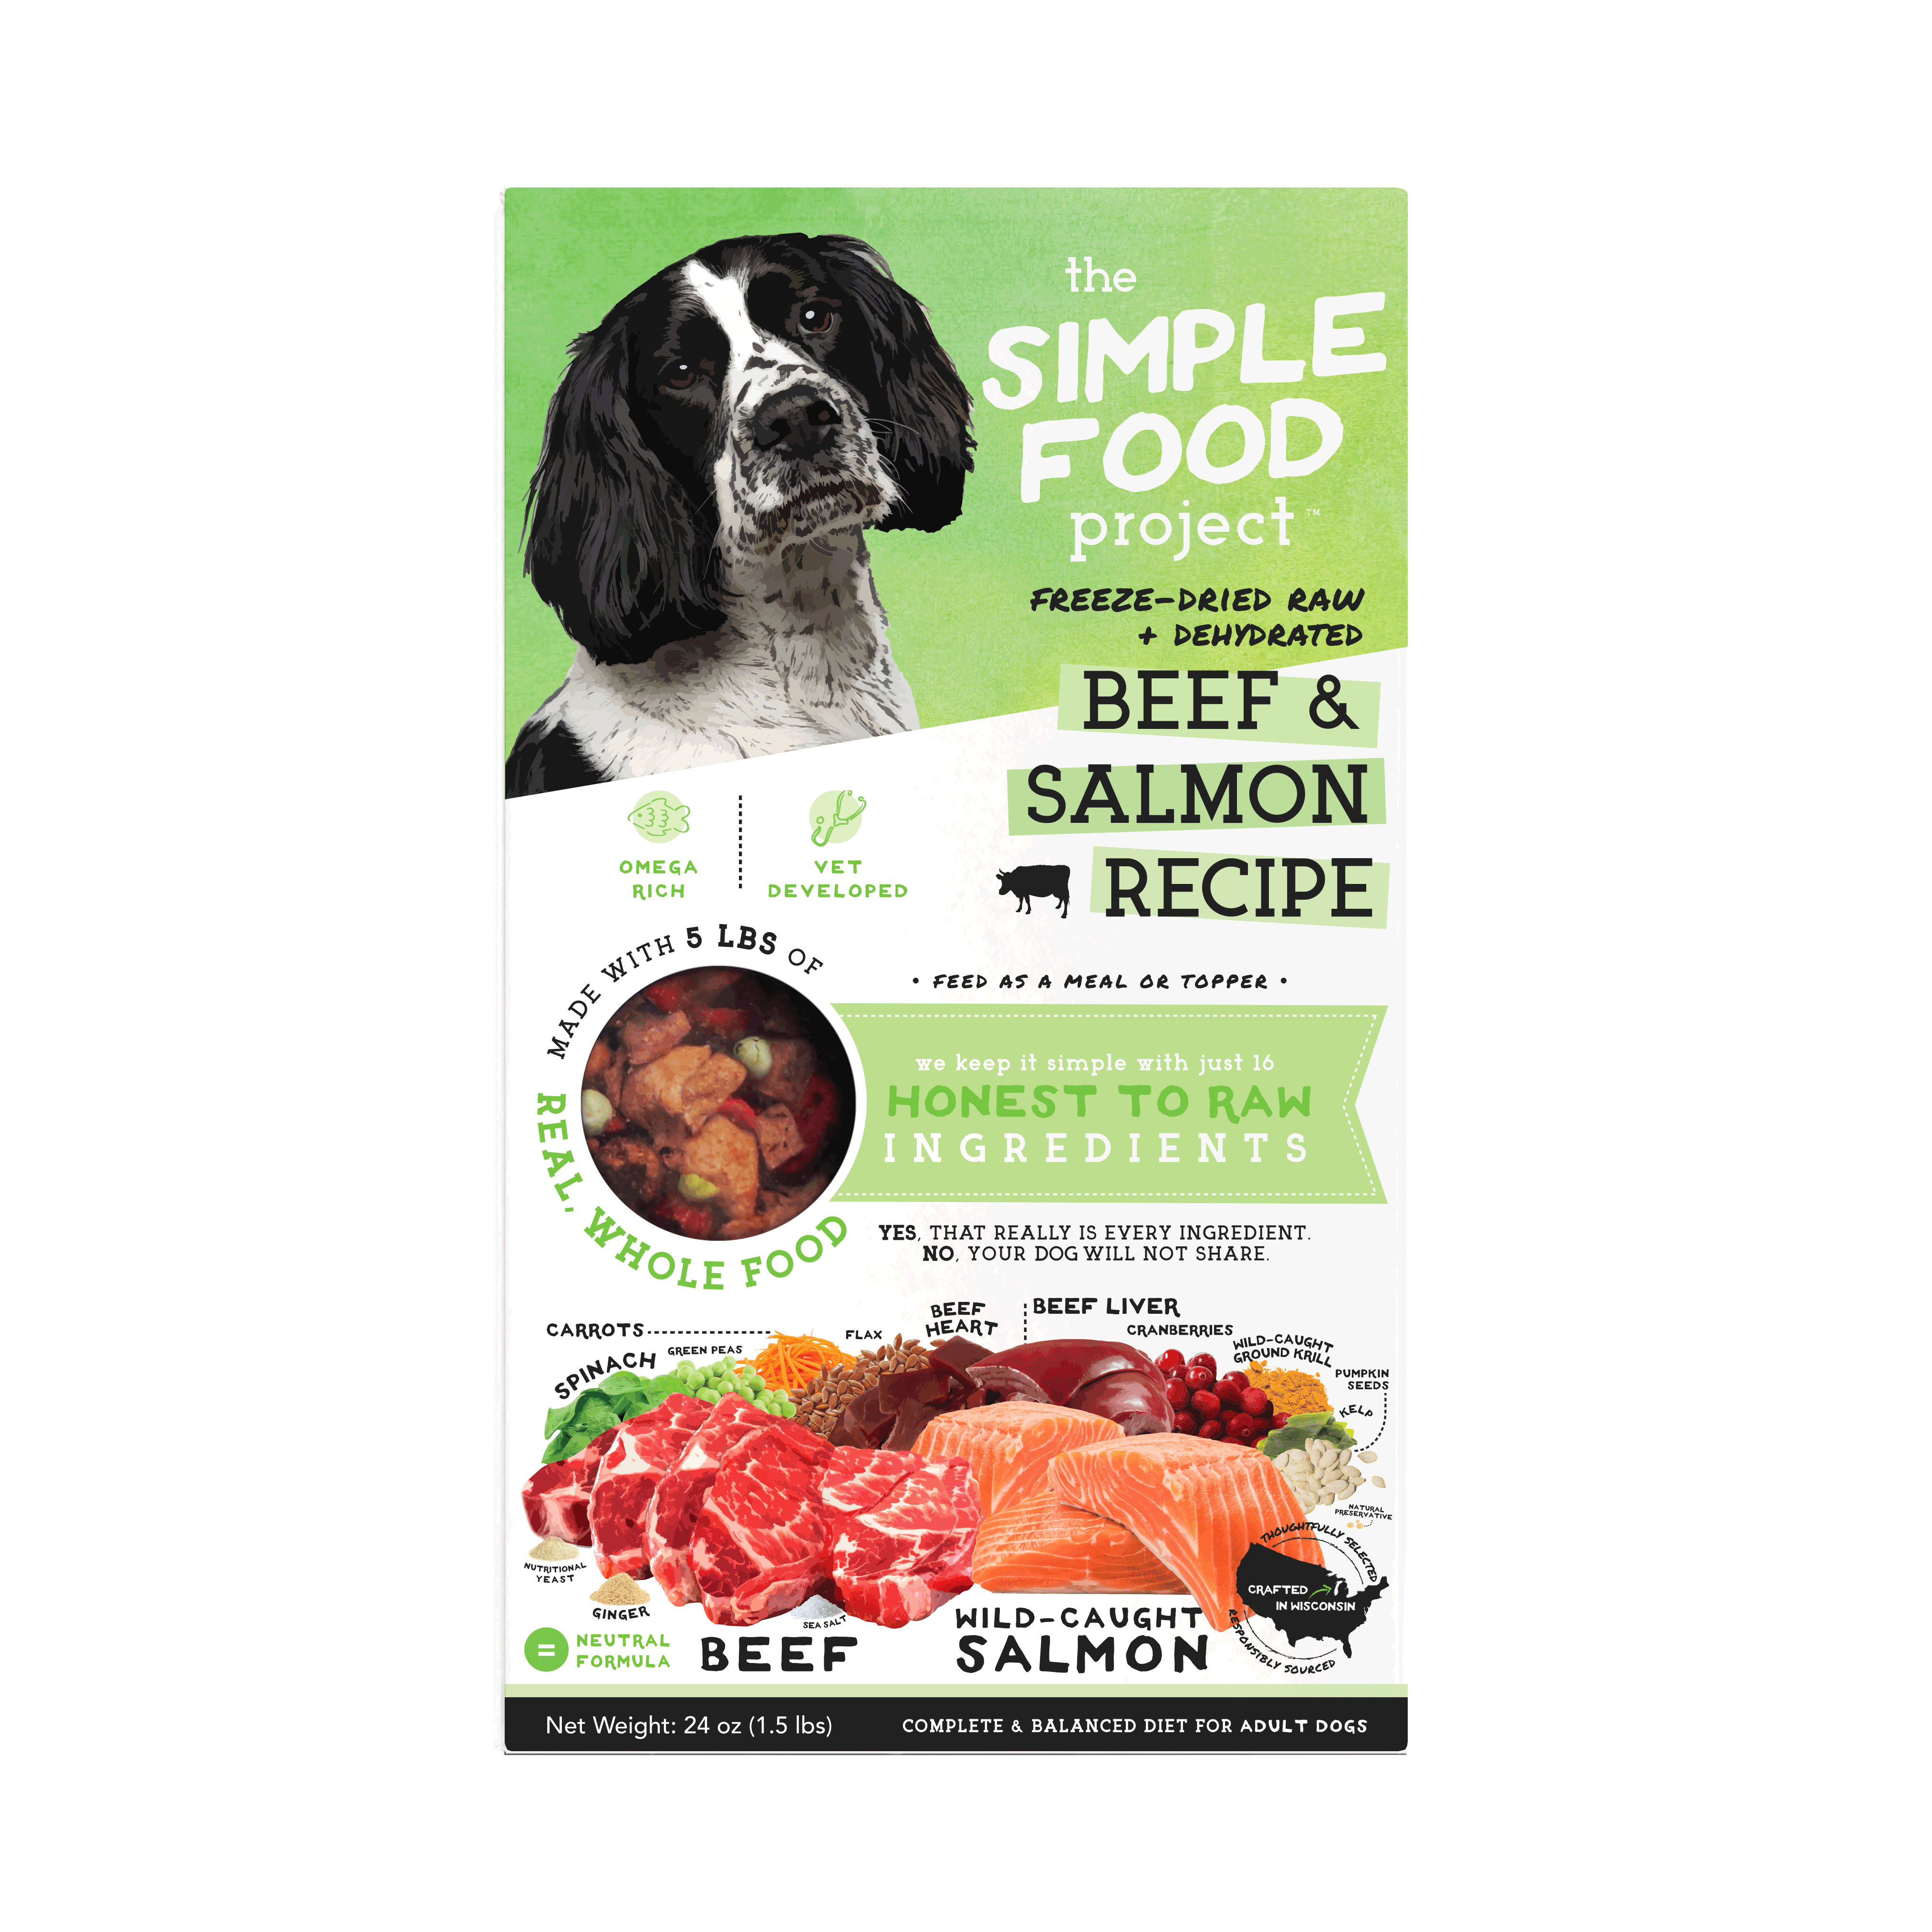 the
SIMPLE
FOOD
project™
FREEZE-DRIED RAW
+ DEHYDRATED
BEEF &
SALMON
RECIPE
OMEGA
RICH
VET
DEVELOPED
MADE WITH 5 LBS OF
REAL, WHOLE FOOD
• FEED AS A MEAL OR TOPPER •
we keep it simple with just 16
HONEST TO RAW
INGREDIENTS
YES, THAT REALLY IS EVERY INGREDIENT.
NO, YOUR DOG WILL NOT SHARE.
CARROTS
SPINACH
GREEN PEAS
FLAX
BEEF
HEART
BEEF LIVER
CRANBERRIES
WILD-CAUGHT
GROUND KRILL
PUMPKIN
SEEDS
KELP
NATURAL
PRESERVATIVE
NUTRITIONAL
YEAST
GINGER
SEA SALT
BEEF
WILD-CAUGHT
SALMON
THOUGHTFULLY SELECTED
CRAFTED
IN WISCONSIN
RESPONSIBLY SOURCED
=
NEUTRAL
FORMULA
Net Weight: 24 oz (1.5 lbs)
COMPLETE & BALANCED DIET FOR ADULT DOGS